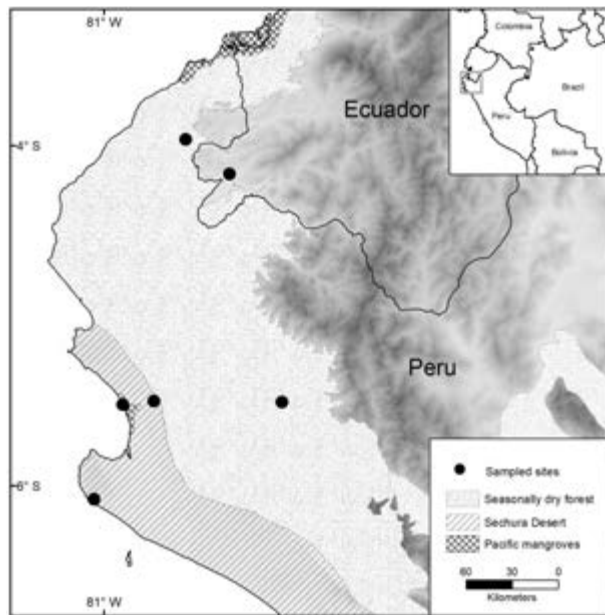 81° W
Colombia
Brazil
Peru
Bolivia
Ecuador
4° S
Peru
6° S
Sampled sites
Seasonally dry forest
Sechura Desert
Pacific mangroves
60 30 0
Kilometers
81° W